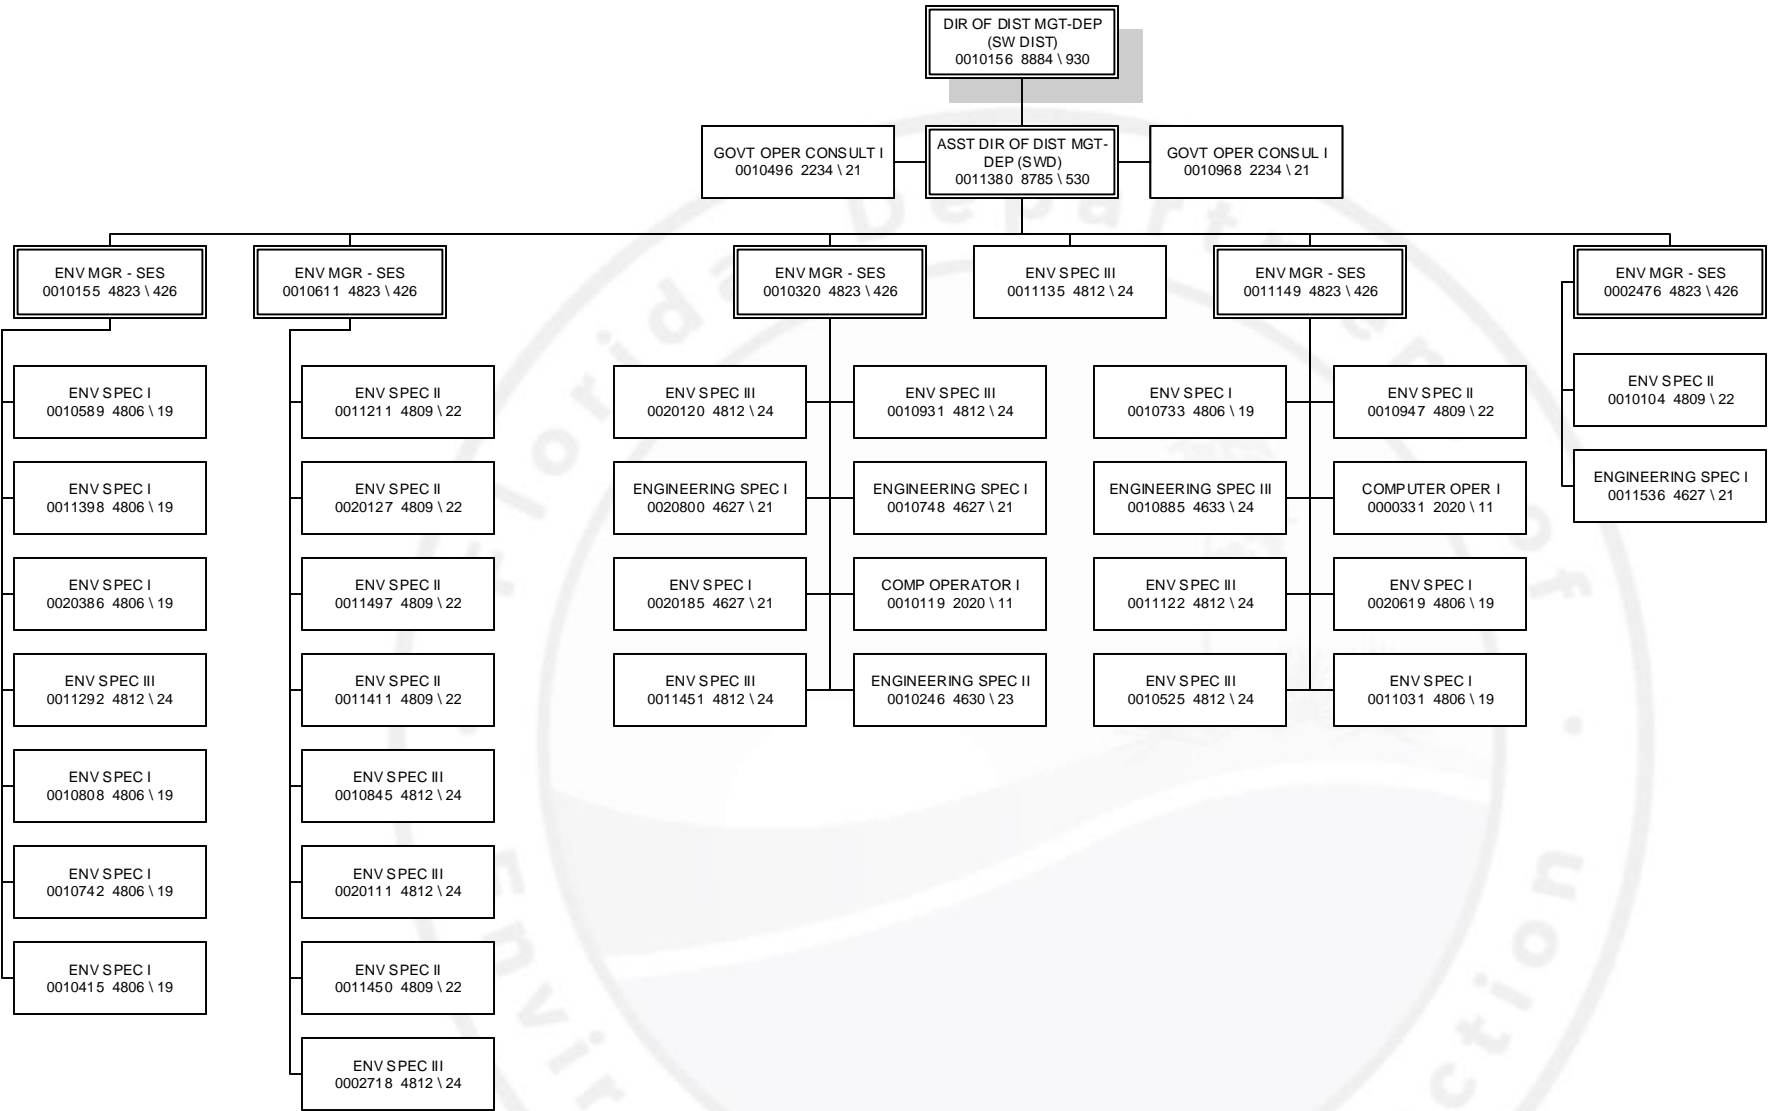 DIR OF DIST MGT-DEP
(SW DIST)
0010156 8884 \ 930
GOVT OPER CONSULT I
0010496 2234 \ 21
ASST DIR OF DIST MGT-
DEP (SWD)
0011380 8785 \ 530
GOVT OPER CONSUL I
0010968 2234 \ 21
ENV MGR - SES
0010155 4823 \ 426
ENV MGR - SES
0010611 4823 \ 426
ENV MGR - SES
0010320 4823 \ 426
ENV SPEC III
0011135 4812 \ 24
ENV MGR - SES
0011149 4823 \ 426
ENV MGR - SES
0002476 4823 \ 426
ENV SPEC I
0010589 4806 \ 19
ENV SPEC I
0011398 4806 \ 19
ENV SPEC I
0020386 4806 \ 19
ENV SPEC III
0011292 4812 \ 24
ENV SPEC I
0010808 4806 \ 19
ENV SPEC I
0010742 4806 \ 19
ENV SPEC I
0010415 4806 \ 19
ENV SPEC II
0011211 4809 \ 22
ENV SPEC II
0020127 4809 \ 22
ENV SPEC II
0011497 4809 \ 22
ENV SPEC II
0011411 4809 \ 22
ENV SPEC III
0010845 4812 \ 24
ENV SPEC III
0020111 4812 \ 24
ENV SPEC II
0011450 4809 \ 22
ENV SPEC III
0002718 4812 \ 24
ENV SPEC III
0020120 4812 \ 24
ENV SPEC III
0010931 4812 \ 24
ENGINEERING SPEC I
0020800 4627 \ 21
ENGINEERING SPEC I
0010748 4627 \ 21
ENV SPEC I
0020185 4627 \ 21
COMP OPERATOR I
0010119 2020 \ 11
ENV SPEC III
0011451 4812 \ 24
ENGINEERING SPEC II
0010246 4630 \ 23
ENV SPEC I
0010733 4806 \ 19
ENV SPEC II
0010947 4809 \ 22
ENGINEERING SPEC III
0010885 4633 \ 24
COMPUTER OPER I
0000331 2020 \ 11
ENV SPEC III
0011122 4812 \ 24
ENV SPEC I
0020619 4806 \ 19
ENV SPEC III
0010525 4812 \ 24
ENV SPEC I
0011031 4806 \ 19
ENV SPEC II
0010104 4809 \ 22
ENGINEERING SPEC I
0011536 4627 \ 21
Florida